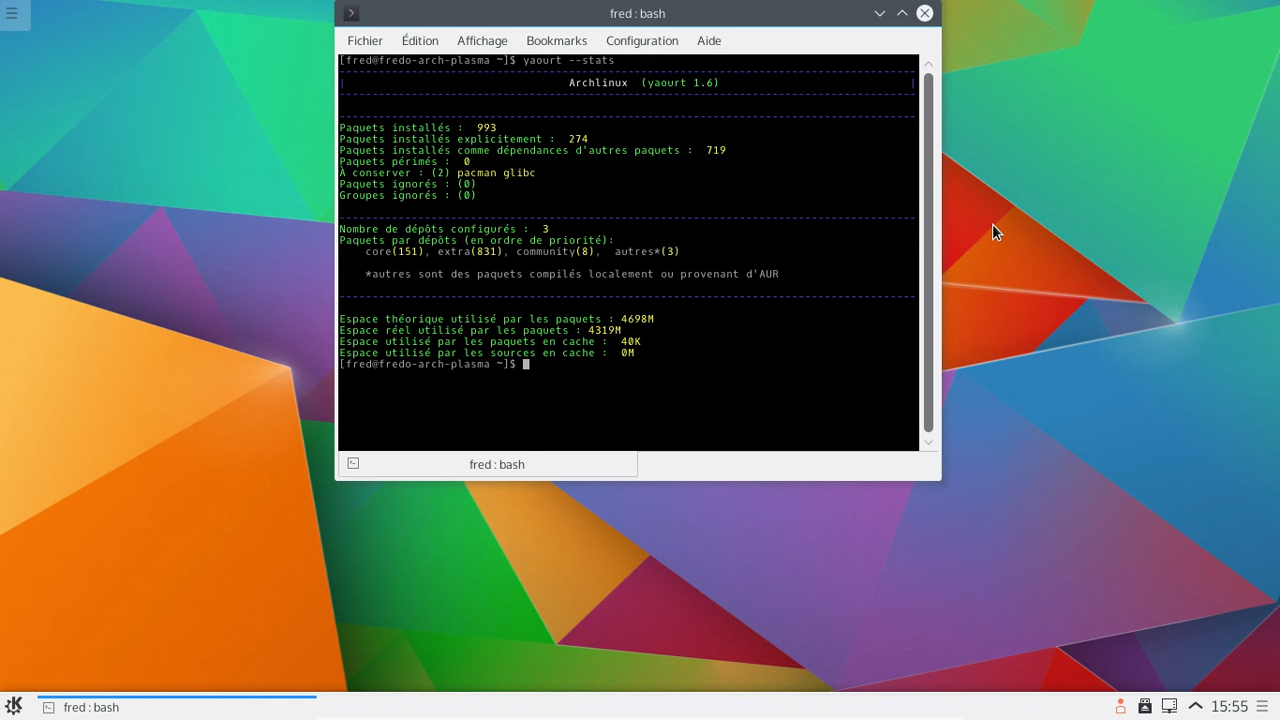 fred : bash
Fichier Édition Affichage Bookmarks Configuration Aide
[fred@fredo-arch-plasma ~]$ yaourt --stats
--------------------------------------------------------------------------------
| Archlinux (yaourt 1.6) |
--------------------------------------------------------------------------------
--------------------------------------------------------------------------------
Paquets installés : 993
Paquets installés explicitement : 274
Paquets installés comme dépendances d'autres paquets : 719
Paquets périmés : 0
À conserver : (2) pacman glibc
Paquets ignorés : (0)
Groupes ignorés : (0)
--------------------------------------------------------------------------------
Nombre de dépôts configurés : 3
Paquets par dépôts (en ordre de priorité):
core(151), extra(831), community(8), autres*(3)
*autres sont des paquets compilés localement ou provenant d'AUR
--------------------------------------------------------------------------------
Espace théorique utilisé par les paquets : 4698M
Espace réel utilisé par les paquets : 4319M
Espace utilisé par les paquets en cache : 40K
Espace utilisé par les sources en cache : 0M
[fred@fredo-arch-plasma ~]$
fred : bash
fred : bash 15:55